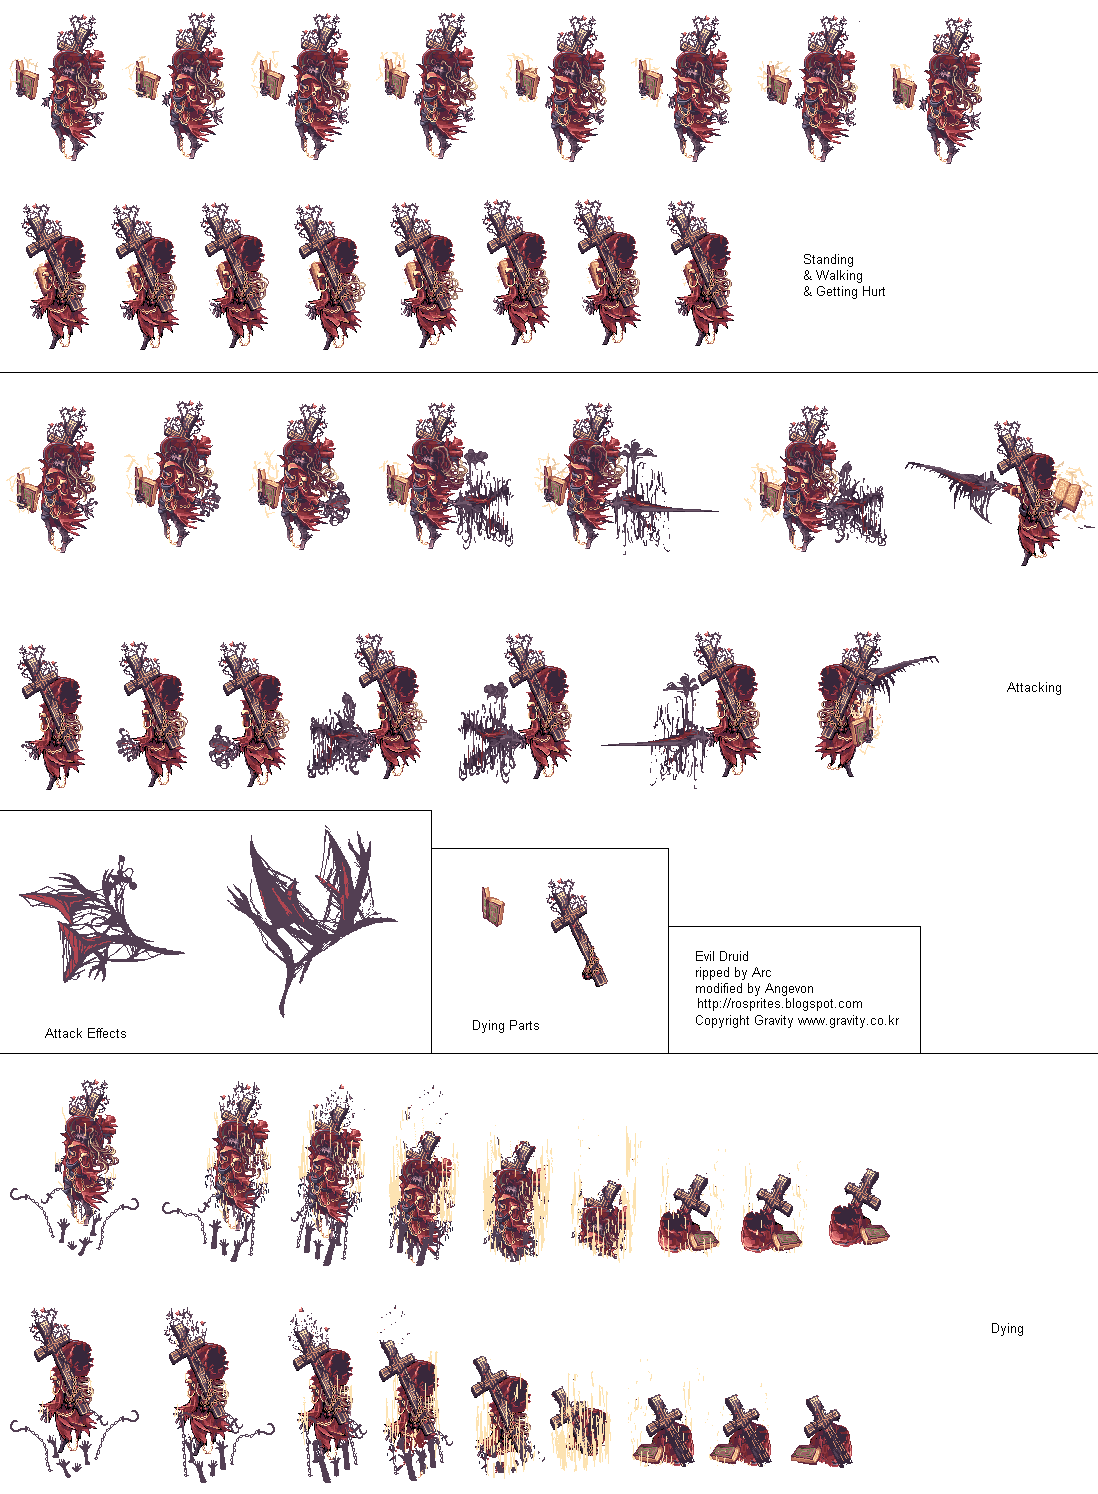 Standing
& Walking
& Getting Hurt
Attacking
Attack Effects
Dying Parts
Evil Druid
ripped by Arc
modified by Angevon
http://rosprites.blogspot.com
Copyright Gravity www.gravity.co.kr
Dying